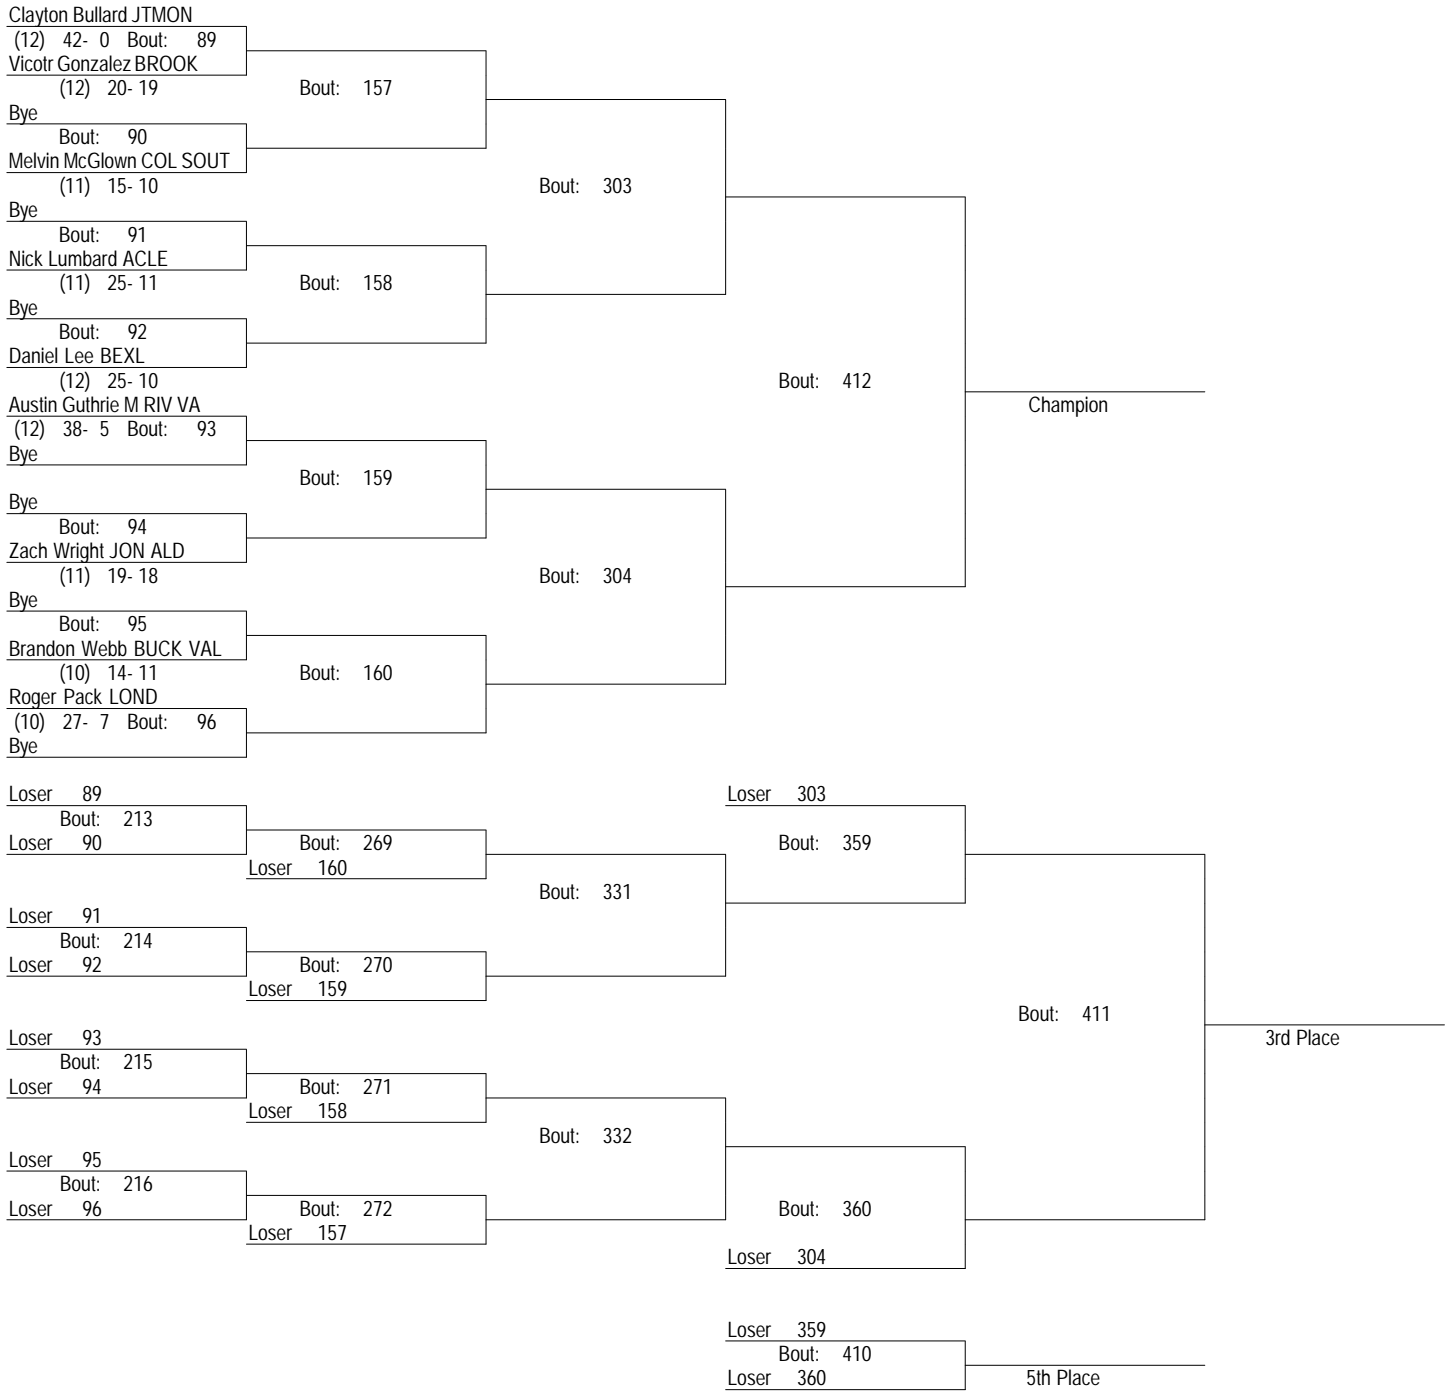 Clayton Bullard JTMON
(12) 42- 0 Bout: 89
Vicotr Gonzalez BROOK
(12) 20- 19
Bout: 157
Bye
Bout: 90
Melvin McGlown COL SOUT
(11) 15- 10
Bout: 303
Bye
Bout: 91
Nick Lumbard ACLE
(11) 25- 11
Bout: 158
Bye
Bout: 92
Daniel Lee BEXL
(12) 25- 10
Bout: 412
Austin Guthrie M RIV VA
Champion
(12) 38- 5 Bout: 93
Bye
Bout: 159
Bye
Bout: 94
Zach Wright JON ALD
(11) 19- 18
Bout: 304
Bye
Bout: 95
Brandon Webb BUCK VAL
(10) 14- 11
Bout: 160
Roger Pack LOND
(10) 27- 7 Bout: 96
Bye
Loser 89
Loser 303
Bout: 213
Loser 90
Bout: 269
Bout: 359
Loser 160
Bout: 331
Loser 91
Bout: 214
Loser 92
Bout: 270
Loser 159
Bout: 411
Loser 93
3rd Place
Bout: 215
Loser 94
Bout: 271
Loser 158
Bout: 332
Loser 95
Bout: 216
Loser 96
Bout: 272
Bout: 360
Loser 157
Loser 304
Loser 359
Bout: 410
Loser 360
5th Place